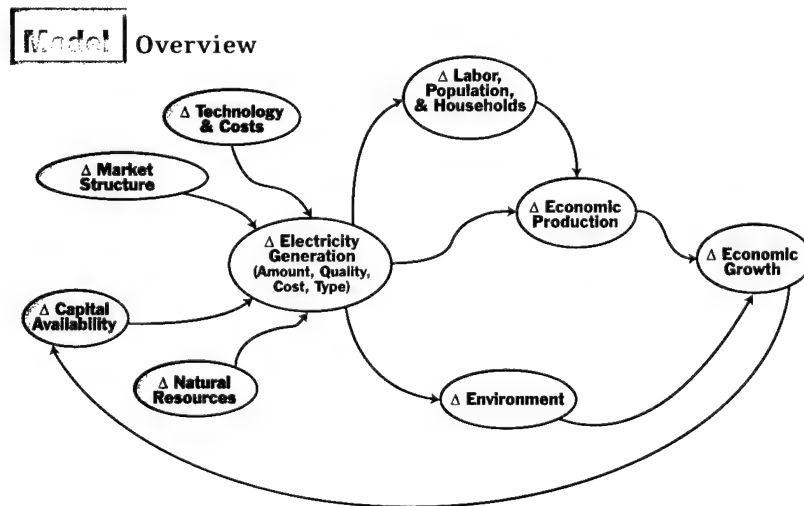 Model Overview
Δ Technology
& Costs
Δ Market
Structure
Δ Electricity
Generation
(Amount, Quality,
Cost, Type)
Δ Capital
Availability
Δ Natural
Resources
Δ Labor,
Population,
& Households
Δ Economic
Production
Δ Economic
Growth
Δ Environment